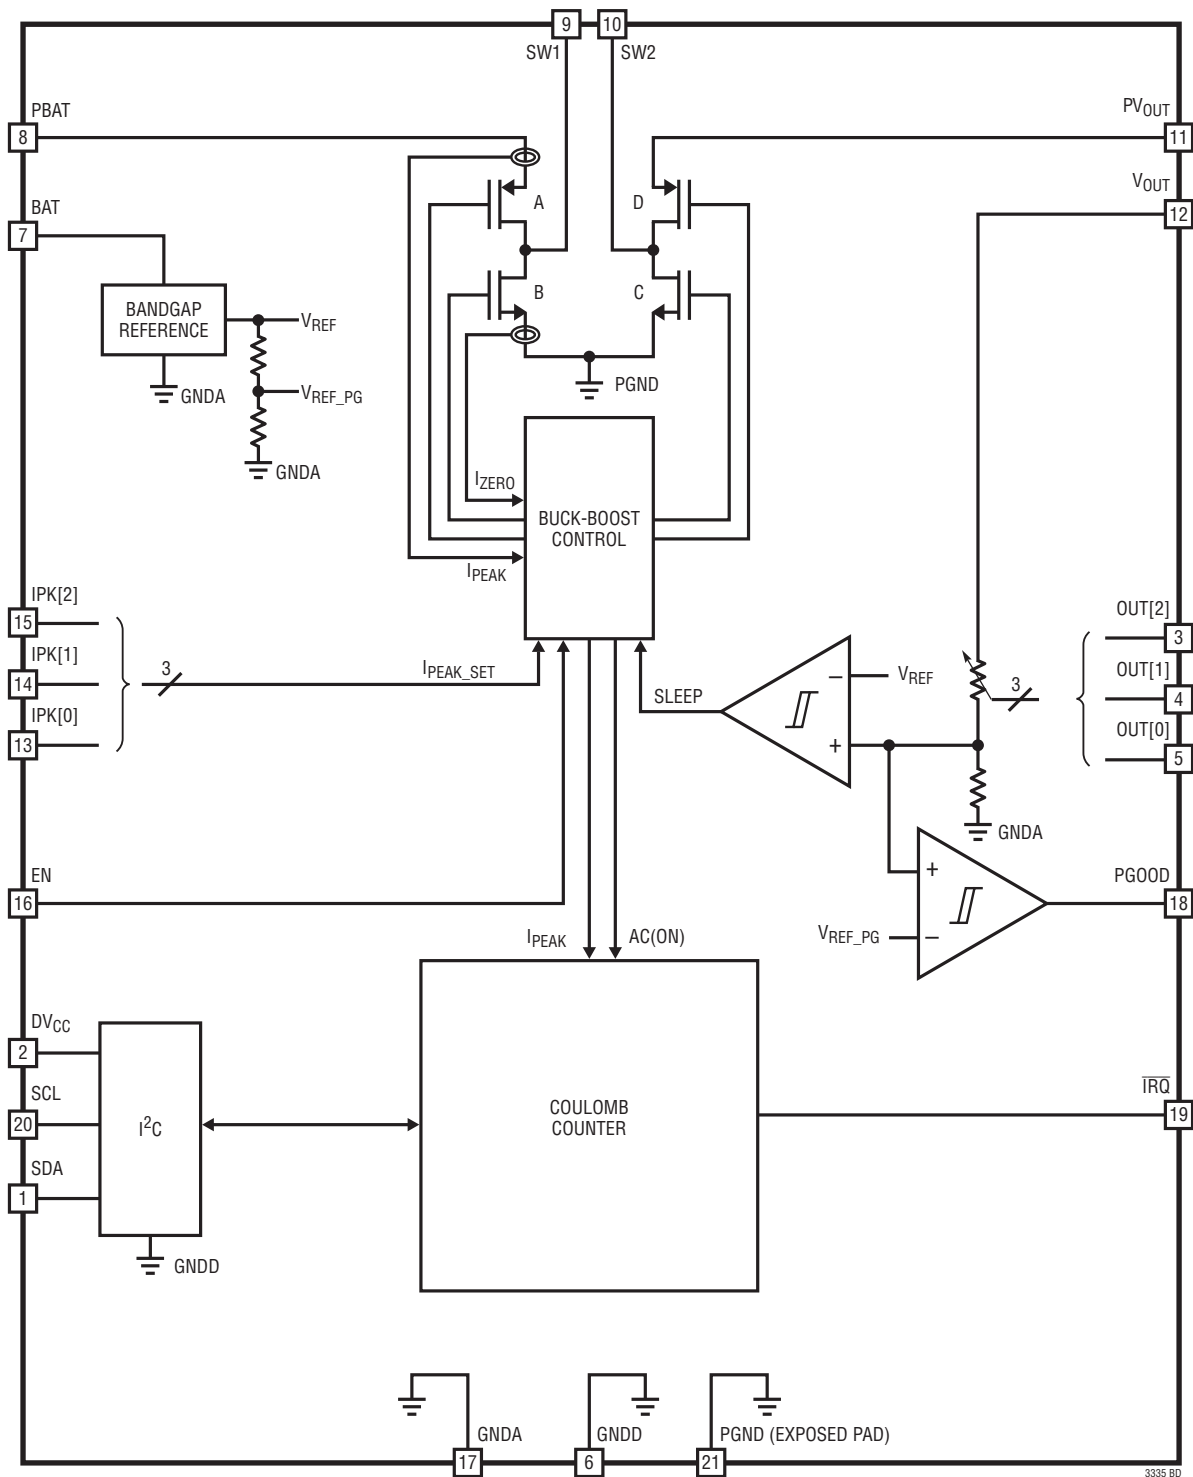 9
10
SW1
SW2
PBAT
8
PVOUT
11
BAT
7
VOUT
12
A
D
B
C
BANDGAP
REFERENCE
VREF
GNDA
VREF_PG
GNDA
PGND
IZERO
BUCK-BOOST
CONTROL
IPEAK
IPK[2]
15
IPK[1]
14
IPK[0]
13
3
IPEAK_SET
SLEEP
–
VREF
+
3
OUT[2]
3
OUT[1]
4
OUT[0]
5
GNDA
EN
16
+
VREF_PG
–
PGOOD
18
IPEAK
AC(ON)
DVCC
2
SCL
20
SDA
1
I²C
GNDD
COULOMB
COUNTER
I̅R̅Q̅
19
GNDA
17
GNDD
6
PGND (EXPOSED PAD)
21
3335 BD